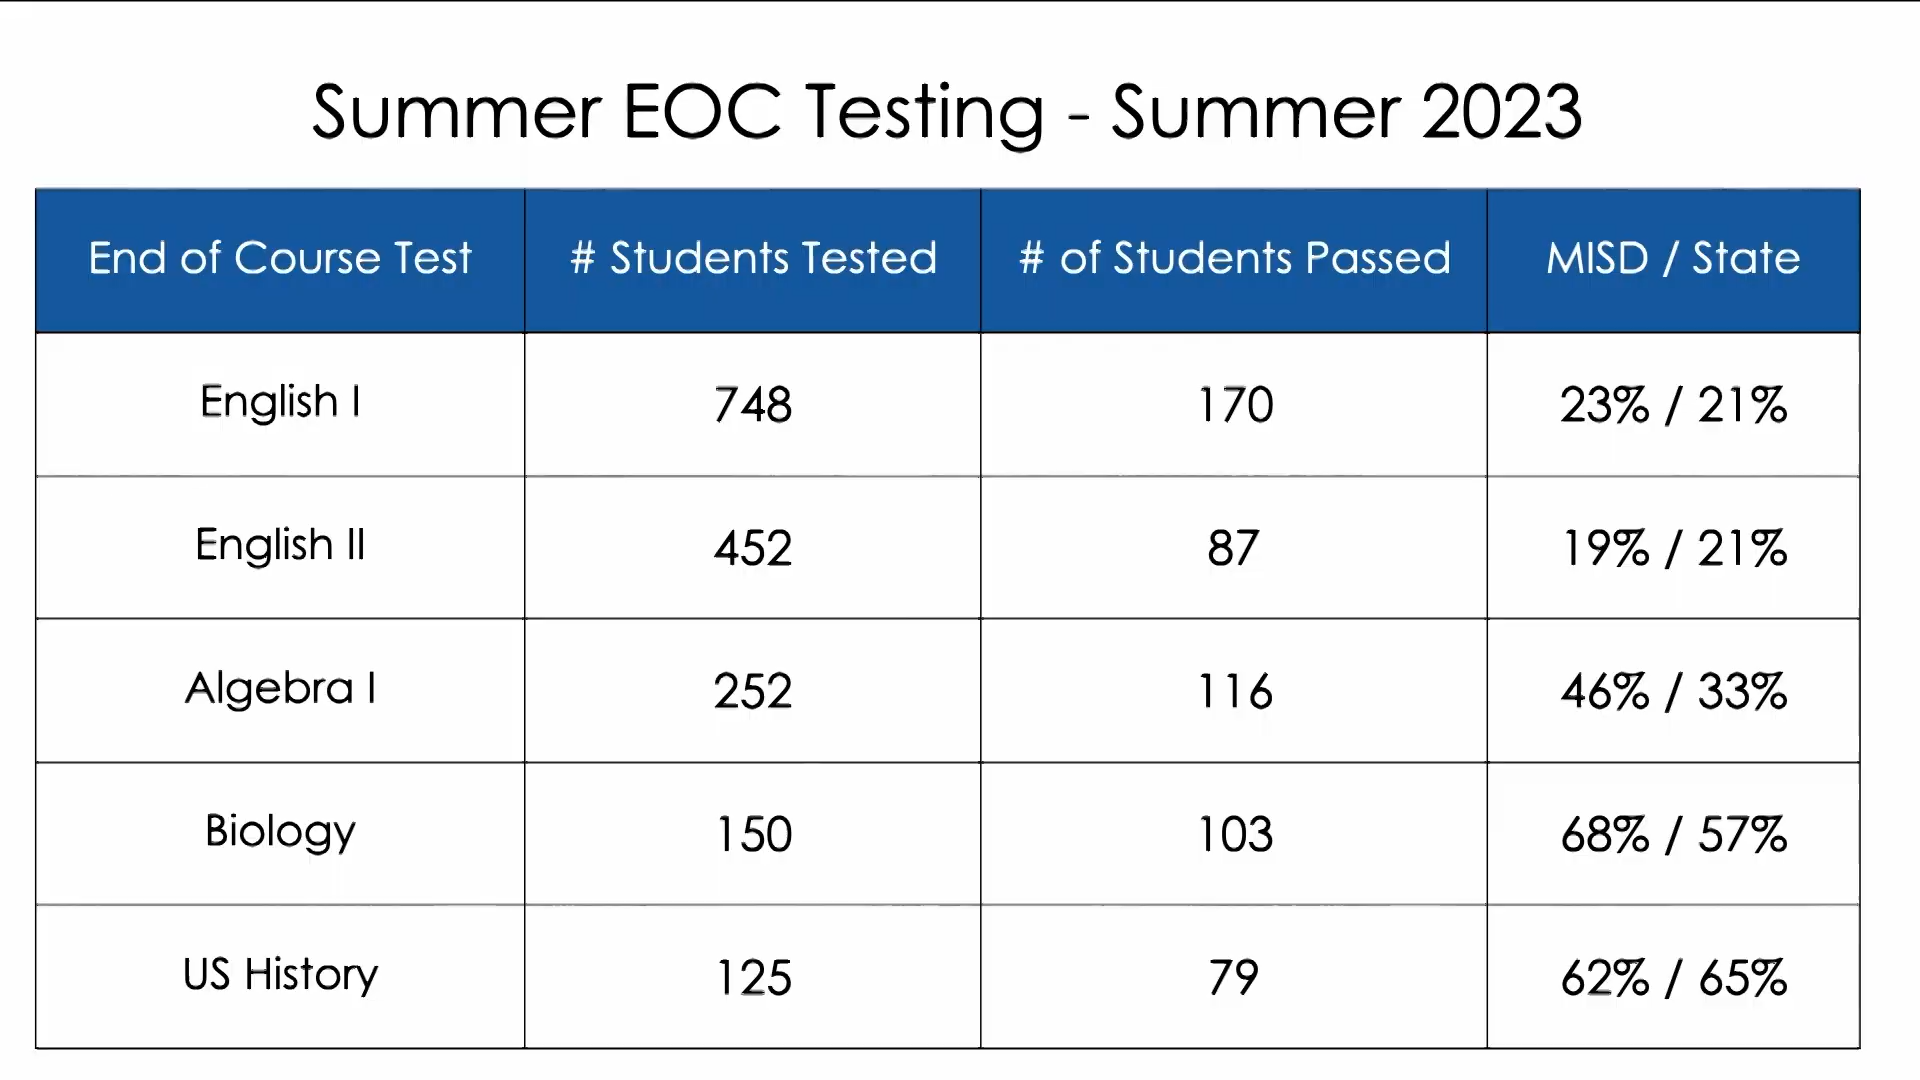 Summer EOC Testing - Summer 2023
End of Course Test # Students Tested # of Students Passed MISD / State
English I 748 170 23% / 21%
English II 452 87 19% / 21%
Algebra I 252 116 46% / 33%
Biology 150 103 68% / 57%
US History 125 79 62% / 65%